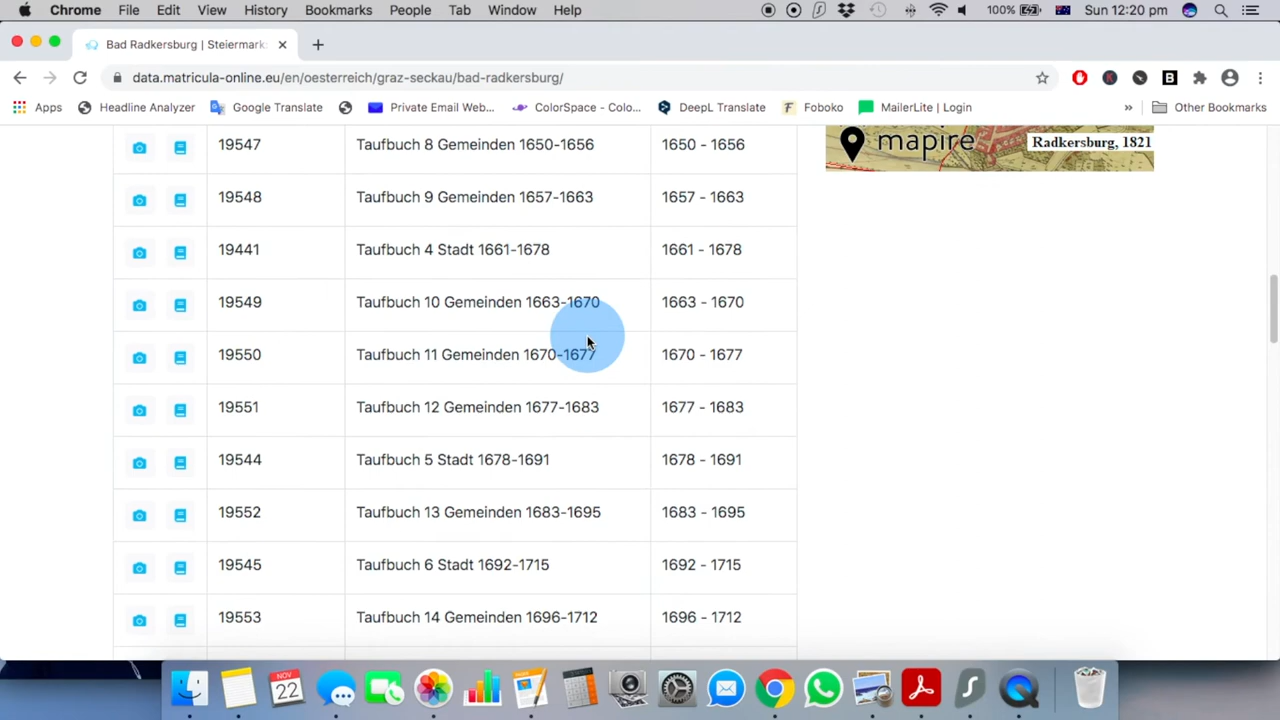 Chrome File Edit View History Bookmarks People Tab Window Help 100% Sun 12:20 pm
Bad Radkersburg | Steiermark
data.matricula-online.eu/en/oesterreich/graz-seckau/bad-radkersburg/
Apps Headline Analyzer Google Translate Private Email Web... ColorSpace - Colo... DeepL Translate Foboko MailerLite | Login » Other Bookmarks
mapire Radkersburg, 1821
19547 Taufbuch 8 Gemeinden 1650-1656 1650 - 1656
19548 Taufbuch 9 Gemeinden 1657-1663 1657 - 1663
19441 Taufbuch 4 Stadt 1661-1678 1661 - 1678
19549 Taufbuch 10 Gemeinden 1663-1670 1663 - 1670
19550 Taufbuch 11 Gemeinden 1670-1677 1670 - 1677
19551 Taufbuch 12 Gemeinden 1677-1683 1677 - 1683
19544 Taufbuch 5 Stadt 1678-1691 1678 - 1691
19552 Taufbuch 13 Gemeinden 1683-1695 1683 - 1695
19545 Taufbuch 6 Stadt 1692-1715 1692 - 1715
19553 Taufbuch 14 Gemeinden 1696-1712 1696 - 1712
NOV
22